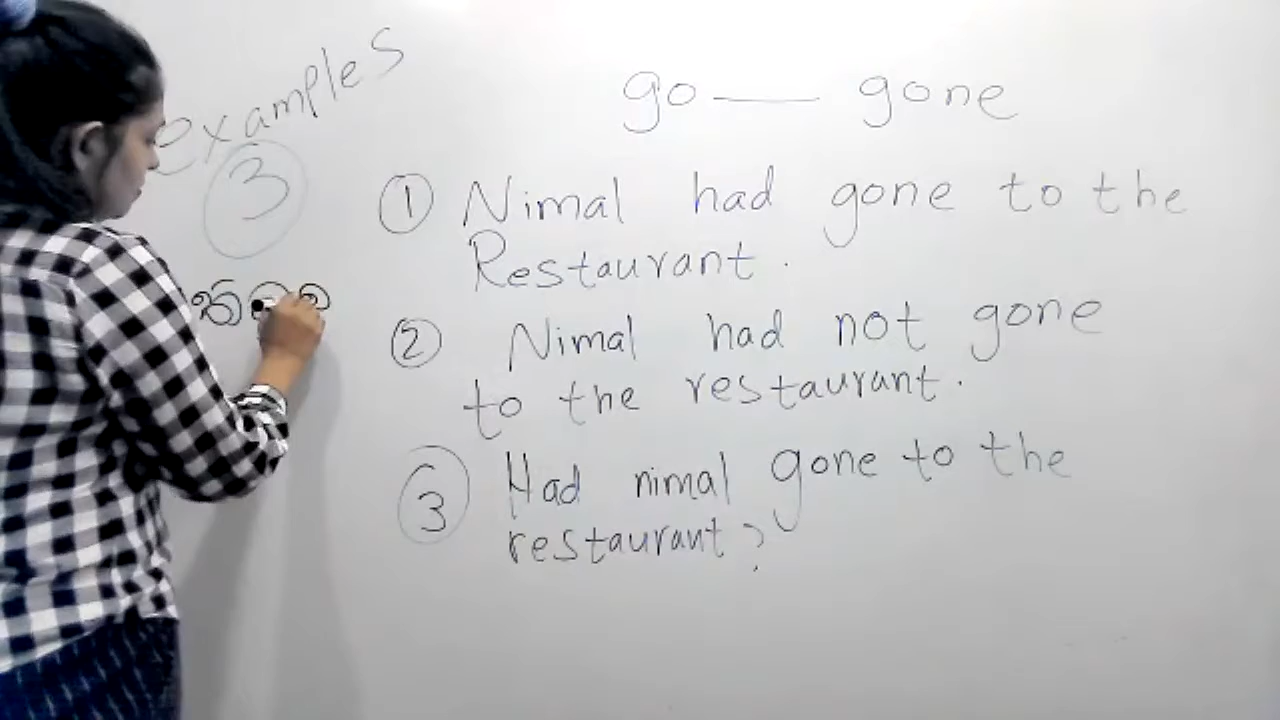 examples
3
go — gone
① Nimal had gone to the
Restaurant.
② Nimal had not gone
to the restaurant.
③ Had nimal gone to the
restaurant?